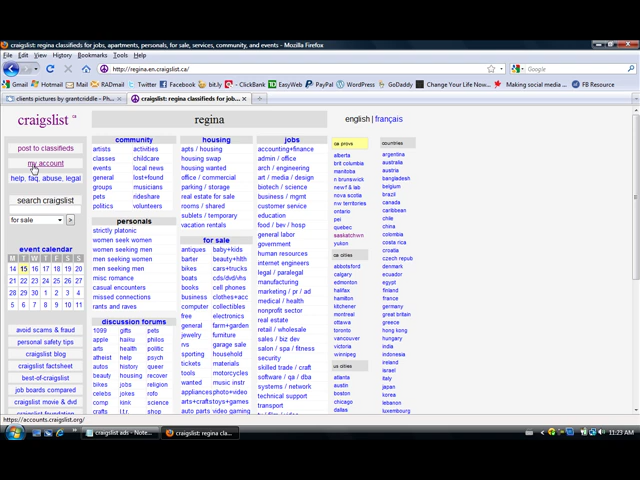 craigslist: regina classifieds for jobs, apartments, personals, for sale, services, community, and events - Mozilla Firefox
File Edit View History Bookmarks Tools Help
http://regina.en.craigslist.ca/
Google
Gmail Hotmail iMail RADmail Twitter Facebook bit.ly - ClickBank EasyWeb PayPal WordPress GoDaddy Making social media ... FB Resource
clients pictures by grantcriddle - Ph...
craigslist: regina classifieds for job...
craigslist ca
post to classifieds
my account
help, faq, abuse, legal
search craigslist
for sale >
event calendar
M T W T F S S
14 15 16 17 18 19 20
21 22 23 24 25 26 27
28 29 30 1 2 3 4
5 6 7 8 9 10 11
avoid scams & fraud
personal safety tips
craigslist blog
craigslist factsheet
best-of-craigslist
job boards compared
craigslist movie & dvd
craigslist foundation
regina
community
artists activities
classes childcare
events local news
general lost+found
groups musicians
pets rideshare
politics volunteers
personals
strictly platonic
women seek women
women seeking men
men seeking women
men seeking men
misc romance
casual encounters
missed connections
rants and raves
discussion forums
1099 gifts pets
apple haiku philos
arts health politic
atheist help psych
autos history queer
beauty housing recover
bikes jobs religion
celebs jokes rofo
comp kink science
crafts l.t.r. shop
housing
apts / housing
housing swap
housing wanted
office / commercial
parking / storage
real estate for sale
rooms / shared
sublets / temporary
vacation rentals
for sale
antiques baby+kids
barter beauty+hlth
bikes cars+trucks
boats cds/dvd/vhs
books cell phones
business clothes+acc
computer collectibles
free electronics
general farm+garden
jewelry furniture
rvs garage sale
sporting household
tickets materials
tools motorcycles
wanted music instr
appliances photo+video
arts+crafts toys+games
auto parts video gaming
jobs
accounting+finance
admin / office
arch / engineering
art / media / design
biotech / science
business / mgmt
customer service
education
food / bev / hosp
general labor
government
human resources
internet engineers
legal / paralegal
manufacturing
marketing / pr / ad
medical / health
nonprofit sector
real estate
retail / wholesale
sales / biz dev
salon / spa / fitness
security
skilled trade / craft
software / qa / dba
systems / network
technical support
transport
tv / film / video
english | français
ca provs
alberta
brit columbia
manitoba
n brunswick
newf & lab
nova scotia
nw territories
ontario
pei
quebec
saskatchwn
yukon
ca cities
abbotsford
calgary
edmonton
halifax
hamilton
kitchener
montreal
ottawa
toronto
vancouver
victoria
winnipeg
us cities
atlanta
austin
boston
chicago
dallas
countries
argentina
australia
austria
bangladesh
belgium
brazil
canada
caribbean
chile
china
colombia
costa rica
croatia
czech repub
denmark
ecuador
egypt
finland
france
germany
great britain
greece
hong kong
hungary
india
indonesia
ireland
israel
italy
japan
korea
lebanon
luxembourg
https://accounts.craigslist.org/
craigslist ads - Note...
craigslist: regina cla...
11:23 AM